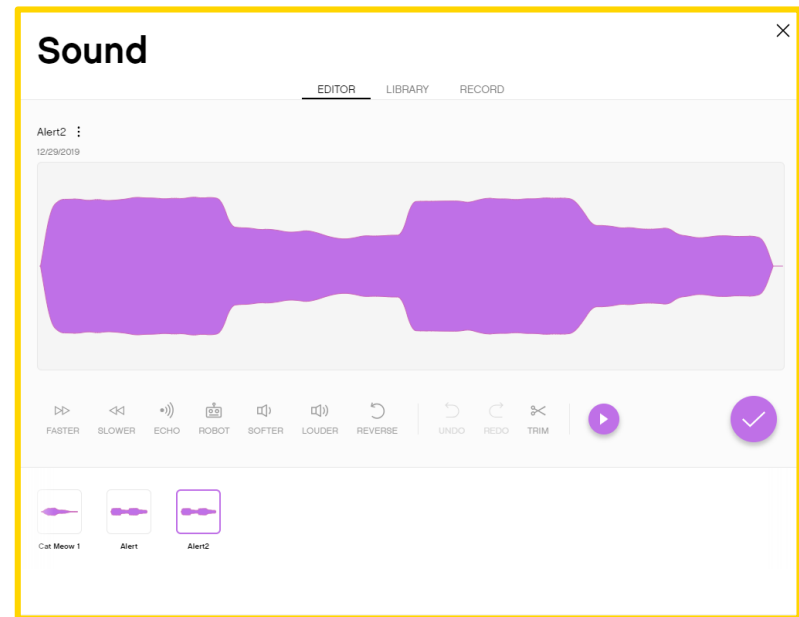 Sound
EDITOR LIBRARY RECORD
Alert2
12/29/2019
FASTER SLOWER ECHO ROBOT SOFTER LOUDER REVERSE UNDO REDO TRIM
Cat Meow 1 Alert Alert2